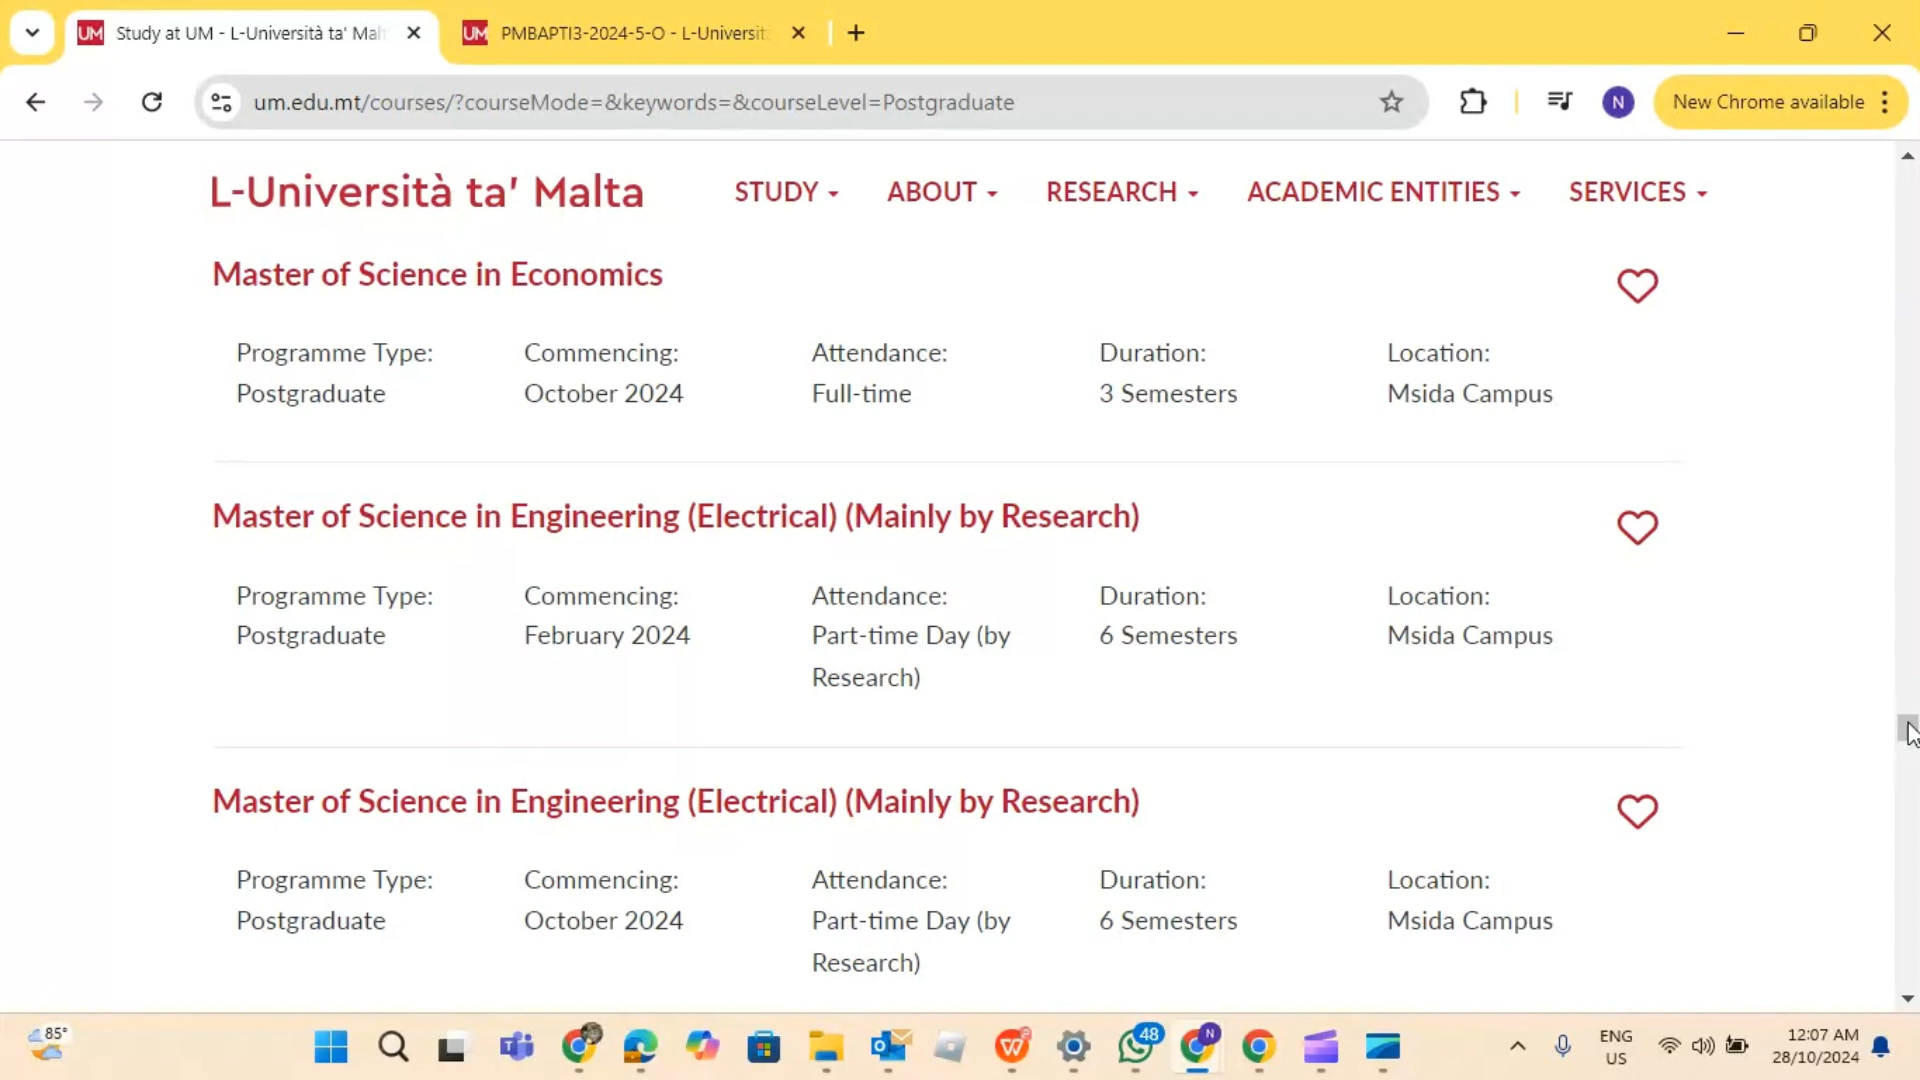 UM Study at UM - L-Università ta' Mal
UM PMBAPTI3-2024-5-O - L-Universit
um.edu.mt/courses/?courseMode=&keywords=&courseLevel=Postgraduate
N
New Chrome available
L-Università ta' Malta
STUDY ABOUT RESEARCH ACADEMIC ENTITIES SERVICES
Master of Science in Economics
Programme Type: Commencing: Attendance: Duration: Location:
Postgraduate October 2024 Full-time 3 Semesters Msida Campus
Master of Science in Engineering (Electrical) (Mainly by Research)
Programme Type: Commencing: Attendance: Duration: Location:
Postgraduate February 2024 Part-time Day (by 6 Semesters Msida Campus
Research)
Master of Science in Engineering (Electrical) (Mainly by Research)
Programme Type: Commencing: Attendance: Duration: Location:
Postgraduate October 2024 Part-time Day (by 6 Semesters Msida Campus
Research)
85°
48
N
ENG
US
12:07 AM
28/10/2024